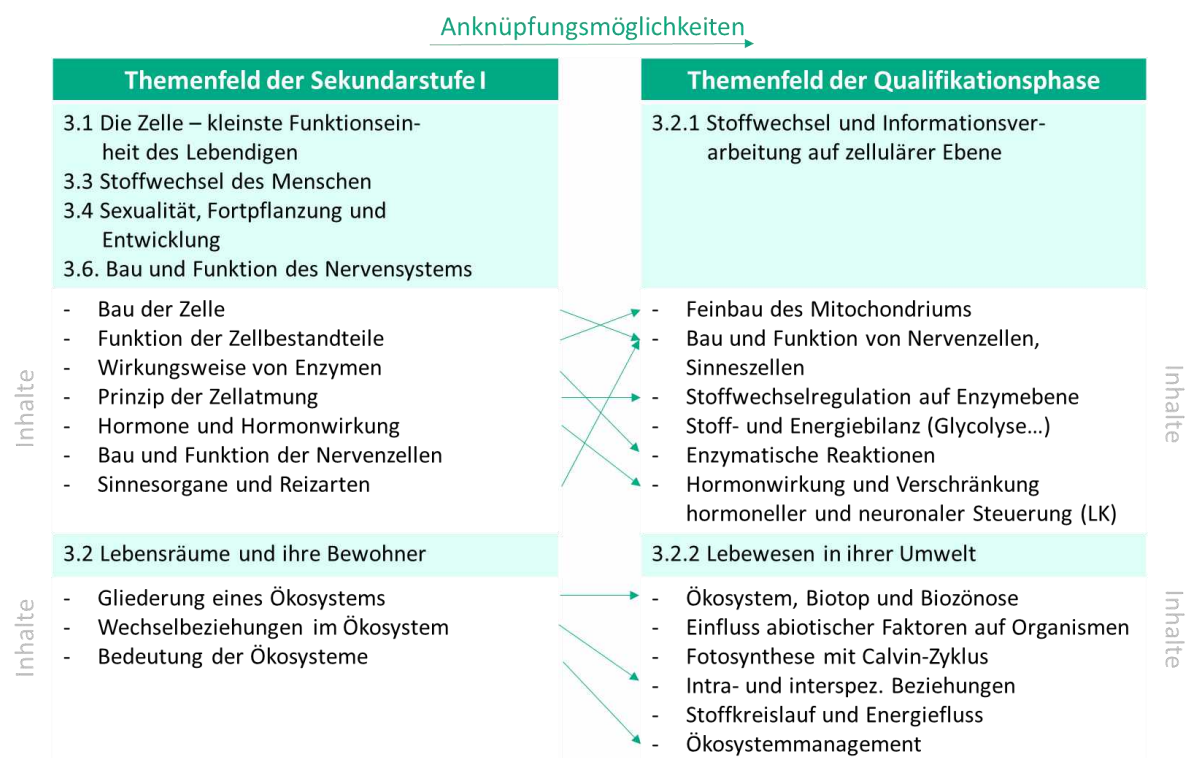 Anknüpfungsmöglichkeiten
Themenfeld der Sekundarstufe I
3.1 Die Zelle – kleinste Funktionsein-
heit des Lebendigen
3.3 Stoffwechsel des Menschen
3.4 Sexualität, Fortpflanzung und
Entwicklung
3.6. Bau und Funktion des Nervensystems
Themenfeld der Qualifikationsphase
3.2.1 Stoffwechsel und Informationsver-
arbeitung auf zellulärer Ebene
Inhalte
- Bau der Zelle
- Funktion der Zellbestandteile
- Wirkungsweise von Enzymen
- Prinzip der Zellatmung
- Hormone und Hormonwirkung
- Bau und Funktion der Nervenzellen
- Sinnesorgane und Reizarten
- Feinbau des Mitochondriums
- Bau und Funktion von Nervenzellen,
Sinneszellen
- Stoffwechselregulation auf Enzymebene
- Stoff- und Energiebilanz (Glycolyse...)
- Enzymatische Reaktionen
- Hormonwirkung und Verschränkung
hormoneller und neuronaler Steuerung (LK)
Inhalte
3.2 Lebensräume und ihre Bewohner
3.2.2 Lebewesen in ihrer Umwelt
Inhalte
- Gliederung eines Ökosystems
- Wechselbeziehungen im Ökosystem
- Bedeutung der Ökosysteme
- Ökosystem, Biotop und Biozönose
- Einfluss abiotischer Faktoren auf Organismen
- Fotosynthese mit Calvin-Zyklus
- Intra- und interspez. Beziehungen
- Stoffkreislauf und Energiefluss
- Ökosystemmanagement
Inhalte